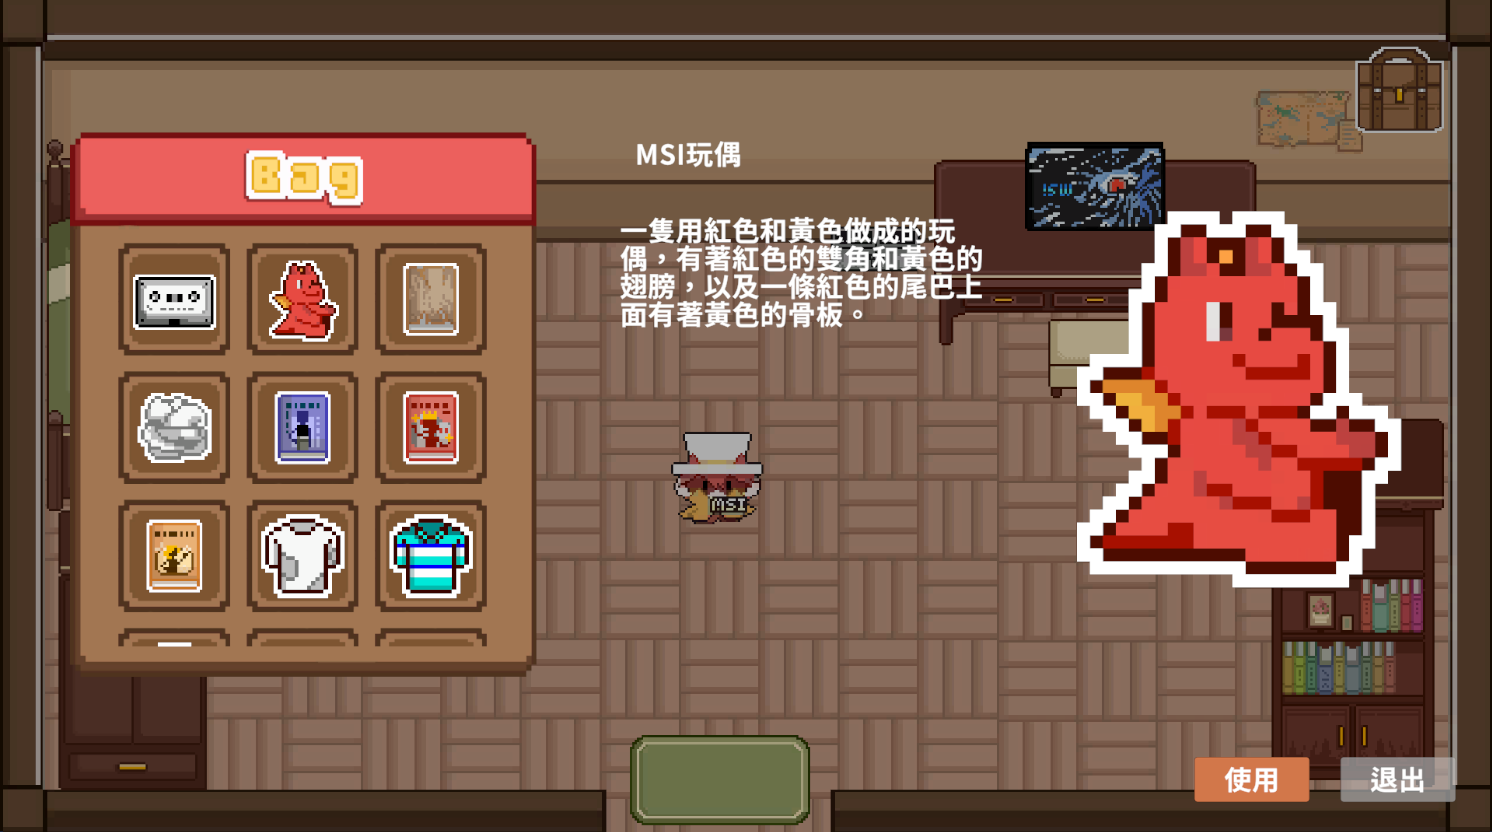 Bag
MSI玩偶
一隻用紅色和黃色做成的玩
偶，有著紅色的雙角和黃色的
翅膀，以及一條紅色的尾巴上
面有著黃色的骨板。
MSI
使用
退出